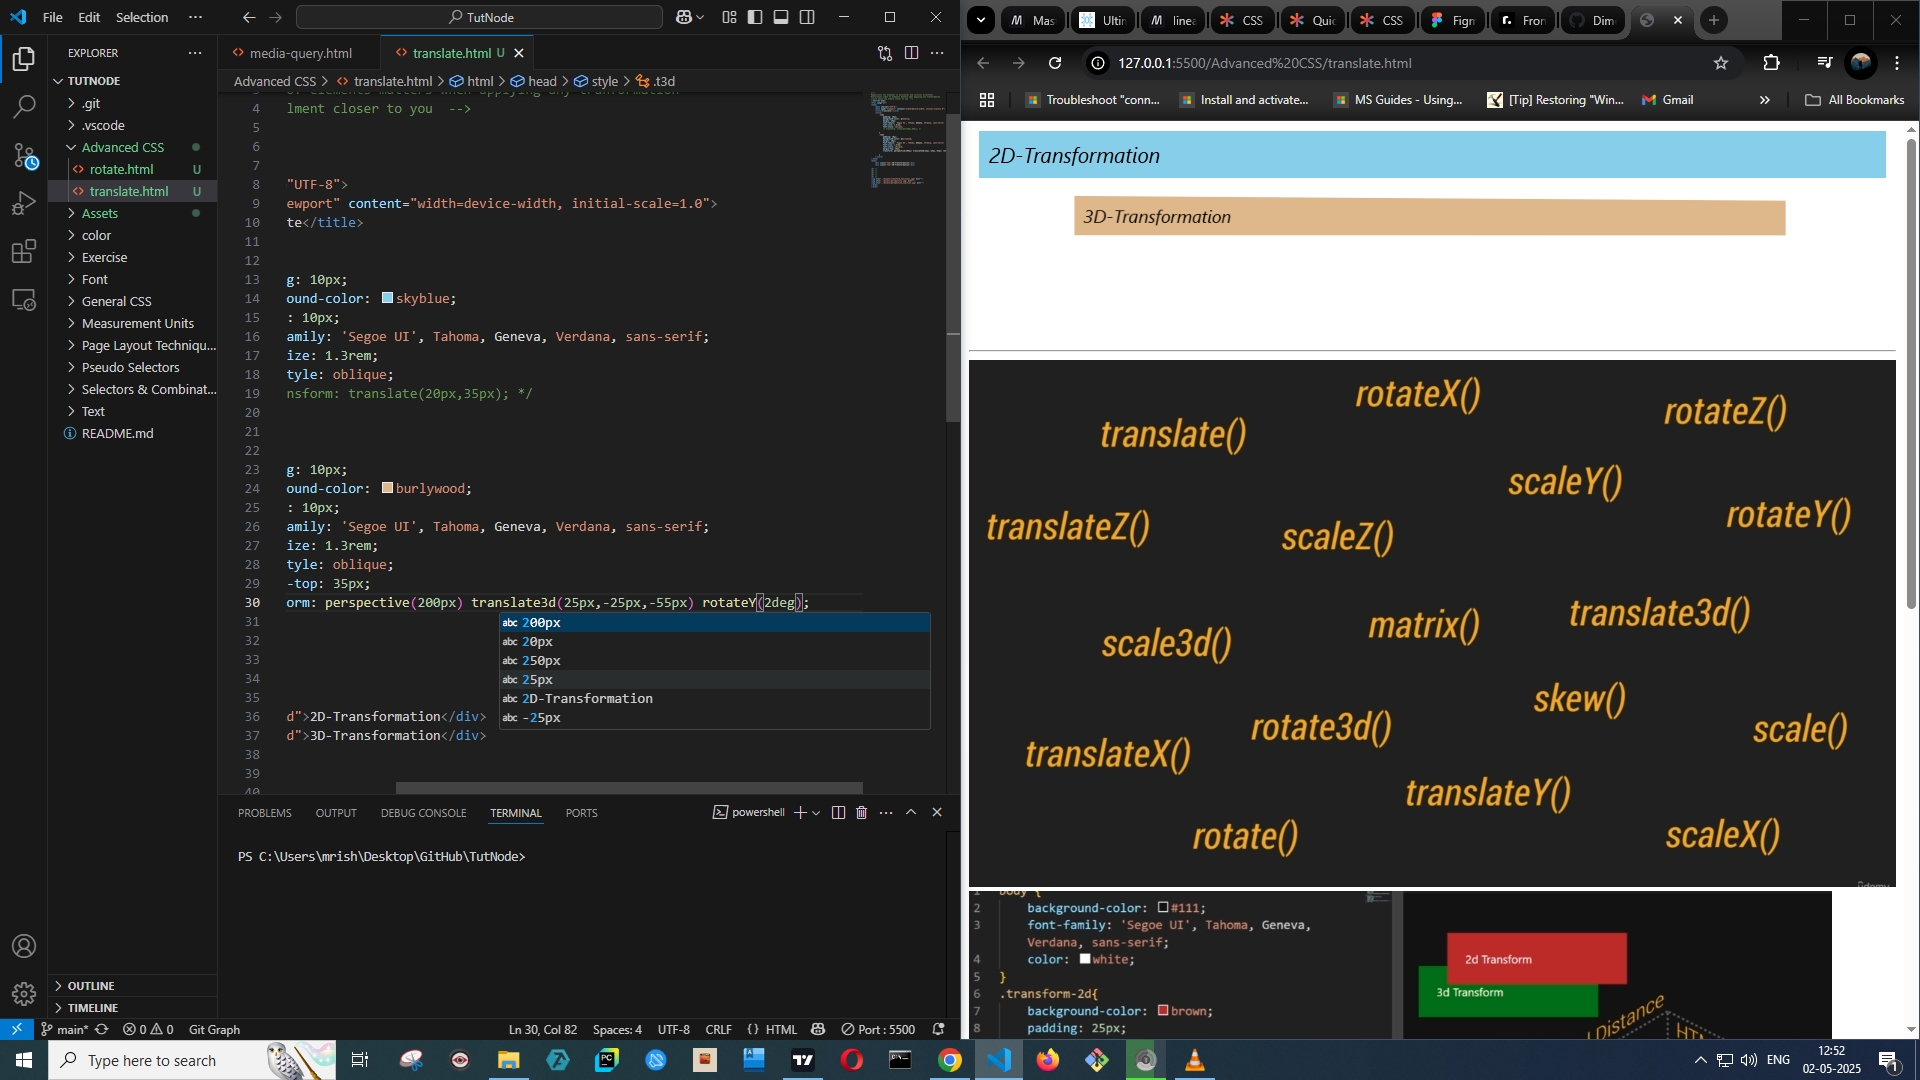 File Edit Selection ···
TutNode
EXPLORER
TUTNODE
.git
.vscode
Advanced CSS
rotate.html U
translate.html U
Assets
color
Exercise
Font
General CSS
Measurement Units
Page Layout Techniqu...
Pseudo Selectors
Selectors & Combinat...
Text
README.md
OUTLINE
TIMELINE
media-query.html
translate.html U
Advanced CSS > translate.html > html > head > style > .t3d
4 lment closer to you -->
5
6
7
8 "UTF-8">
9 ewport" content="width=device-width, initial-scale=1.0">
10 te</title>
11
12
13 g: 10px;
14 ound-color: skyblue;
15 : 10px;
16 amily: 'Segoe UI', Tahoma, Geneva, Verdana, sans-serif;
17 ize: 1.3rem;
18 tyle: oblique;
19 nsform: translate(20px,35px); */
20
21
22
23 g: 10px;
24 ound-color: burlywood;
25 : 10px;
26 amily: 'Segoe UI', Tahoma, Geneva, Verdana, sans-serif;
27 ize: 1.3rem;
28 tyle: oblique;
29 -top: 35px;
30 orm: perspective(200px) translate3d(25px,-25px,-55px) rotateY(2deg);
31
32
33
34
35
36 d">2D-Transformation</div>
37 d">3D-Transformation</div>
38
39
40
abc 200px
abc 20px
abc 250px
abc 25px
abc 2D-Transformation
abc -25px
PROBLEMS OUTPUT DEBUG CONSOLE TERMINAL PORTS
powershell
PS C:\Users\mrish\Desktop\GitHub\TutNode>
main* 0 0 Git Graph
Ln 30, Col 82 Spaces: 4 UTF-8 CRLF {} HTML Port : 5500
Mas Ultin linea CSS Quic CSS Figm Fron Dim
127.0.0.1:5500/Advanced%20CSS/translate.html
Troubleshoot "conn... Install and activate... MS Guides - Using... [Tip] Restoring "Win... Gmail » All Bookmarks
2D-Transformation
3D-Transformation
rotateX()
rotateZ()
translate()
scaleY()
rotateY()
translateZ()
scaleZ()
translate3d()
matrix()
scale3d()
skew()
rotate3d()
scale()
translateX()
translateY()
rotate()
scaleX()
udemy
1 body {
2 background-color: #111;
3 font-family: 'Segoe UI', Tahoma, Geneva,
Verdana, sans-serif;
4 color: white;
5 }
6 .transform-2d{
7 background-color: brown;
8 padding: 25px;
2d Transform
3d Transform
Distance
Type here to search
ENG
12:52
02-05-2025
1